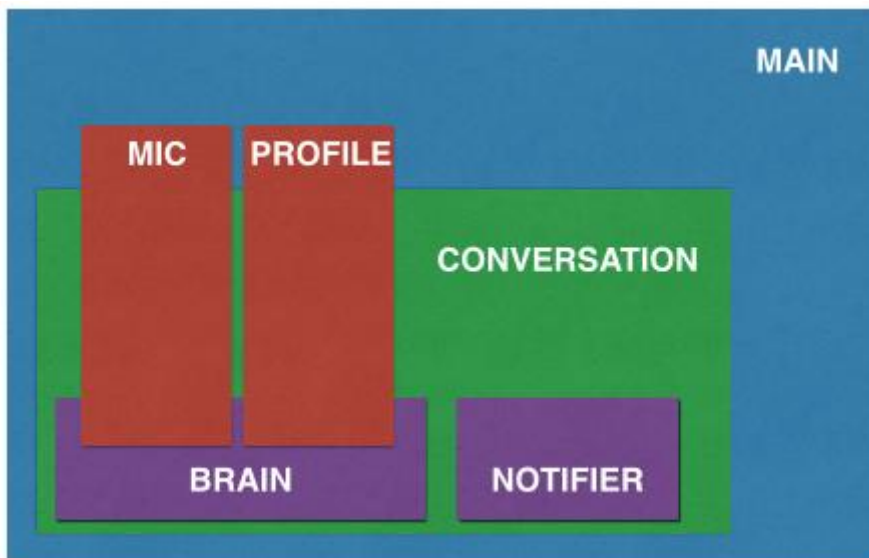 MAIN
MIC
PROFILE
CONVERSATION
BRAIN
NOTIFIER